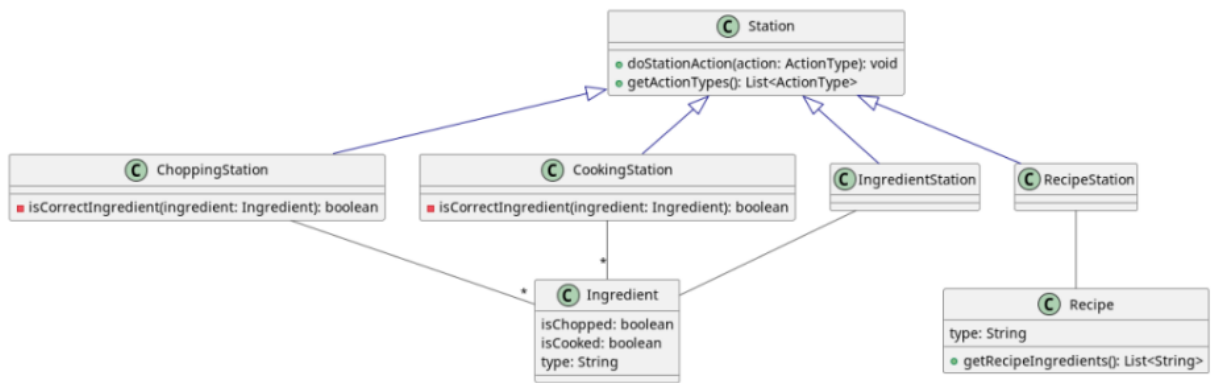 C Station
doStationAction(action: ActionType): void
getActionTypes(): List<ActionType>
C ChoppingStation
isCorrectIngredient(ingredient: Ingredient): boolean
C CookingStation
isCorrectIngredient(ingredient: Ingredient): boolean
C IngredientStation
C RecipeStation
*
*
C Ingredient
isChopped: boolean
isCooked: boolean
type: String
C Recipe
type: String
getRecipeIngredients(): List<String>